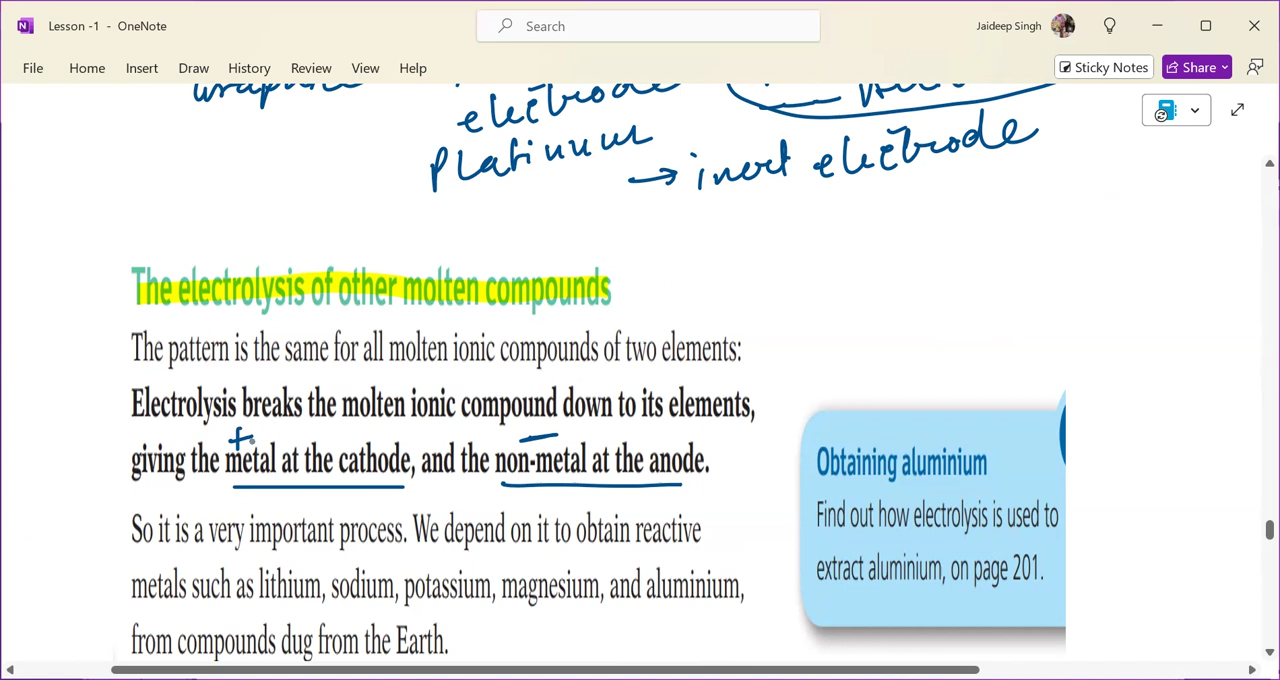 Lesson -1 - OneNote
Search
Jaideep Singh
File Home Insert Draw History Review View Help
Sticky Notes
Share
electrode
Platinum
→ inert electrode
The electrolysis of other molten compounds
The pattern is the same for all molten ionic compounds of two elements:
Electrolysis breaks the molten ionic compound down to its elements,
+
giving the metal at the cathode, and the non-metal at the anode.
So it is a very important process. We depend on it to obtain reactive
metals such as lithium, sodium, potassium, magnesium, and aluminium,
from compounds dug from the Earth.
Obtaining aluminium
Find out how electrolysis is used to
extract aluminium, on page 201.